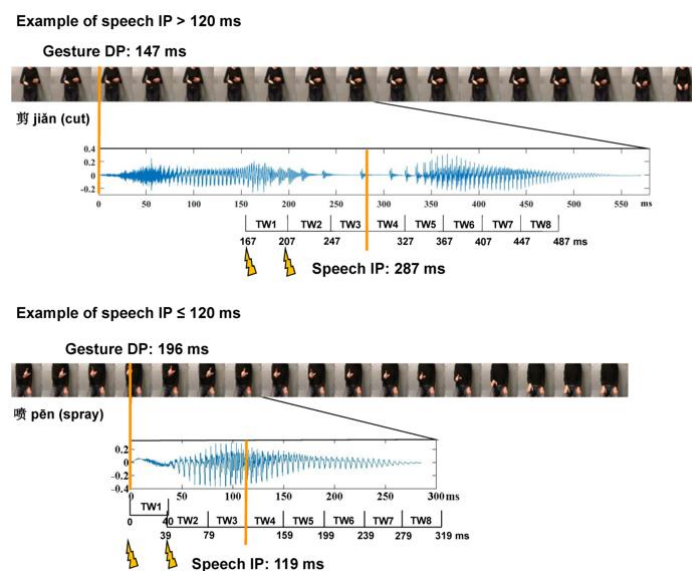 Example of speech IP > 120 ms
Gesture DP: 147 ms
剪 jiǎn (cut)
0.4
0.2
0
-0.2
0 50 100 150 200 250 300 350 400 450 500 550 ms
TW1 TW2 TW3 TW4 TW5 TW6 TW7 TW8
167 207 247 327 367 407 447 487 ms
Speech IP: 287 ms
Example of speech IP ≤ 120 ms
Gesture DP: 196 ms
喷 pēn (spray)
0.2
0
-0.2
-0.4
0 50 100 150 200 250 300 ms
TW1
0 40
TW2 TW3 TW4 TW5 TW6 TW7 TW8
39 79 159 199 239 279 319 ms
Speech IP: 119 ms